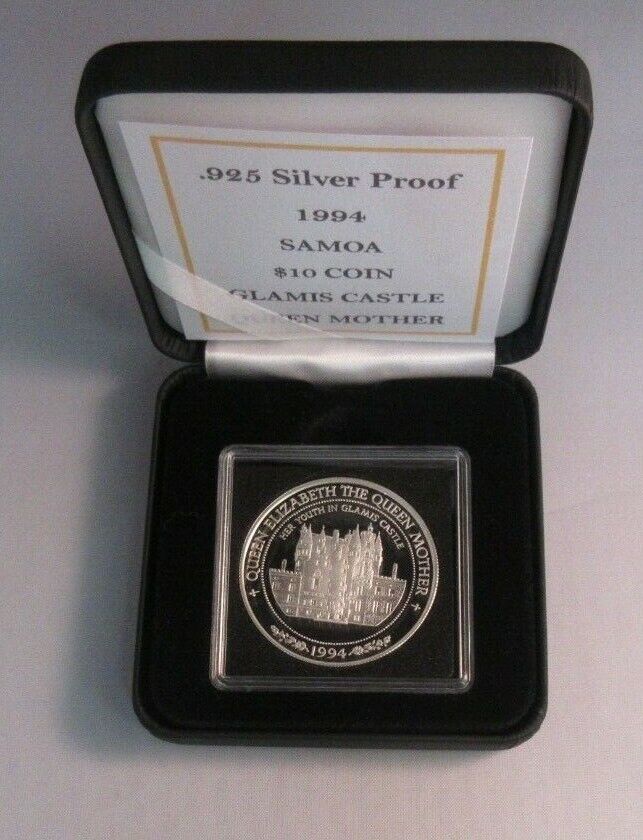 .925 Silver Proof
1994
SAMOA
$10 COIN
GLAMIS CASTLE
QUEEN MOTHER
+ QUEEN ELIZABETH THE QUEEN MOTHER +
HER YOUTH IN GLAMIS CASTLE
1994